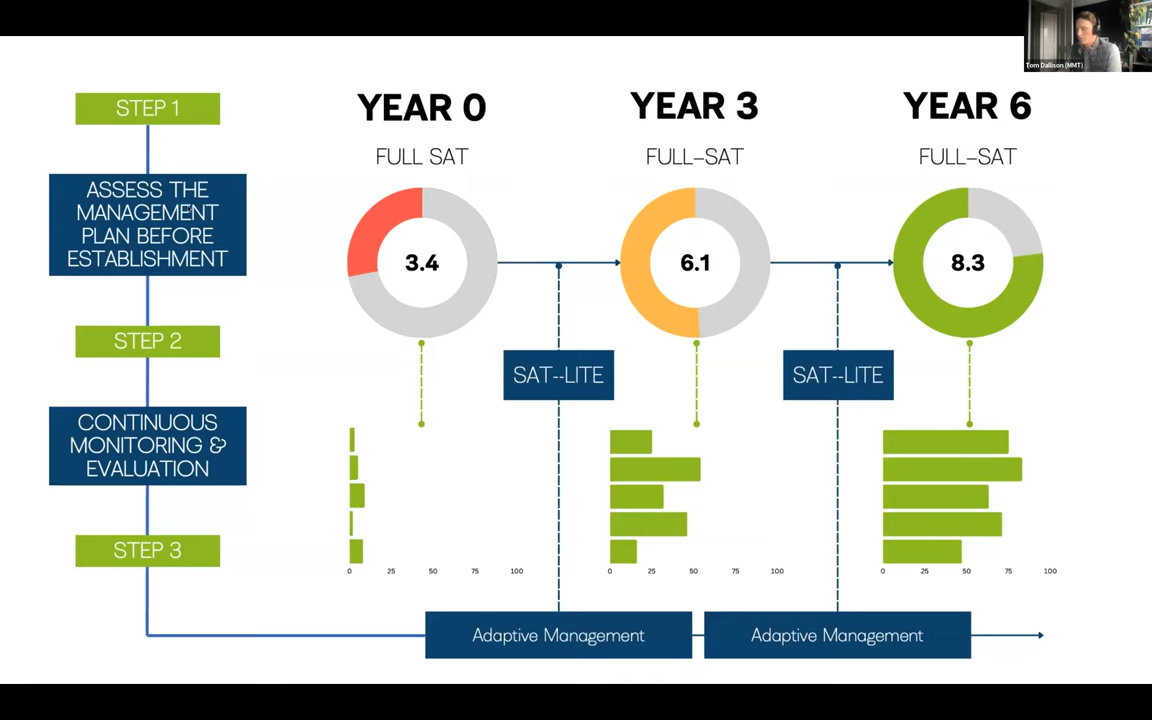 Tom Dallison (MMT)
STEP 1
ASSESS THE
MANAGEMENT
PLAN BEFORE
ESTABLISHMENT
STEP 2
CONTINUOUS
MONITORING &
EVALUATION
STEP 3
YEAR 0
FULL SAT
3.4
YEAR 3
FULL-SAT
6.1
YEAR 6
FULL-SAT
8.3
SAT--LITE
SAT--LITE
0 25 50 75 100
0 25 50 75 100
0 25 50 75 100
Adaptive Management
Adaptive Management